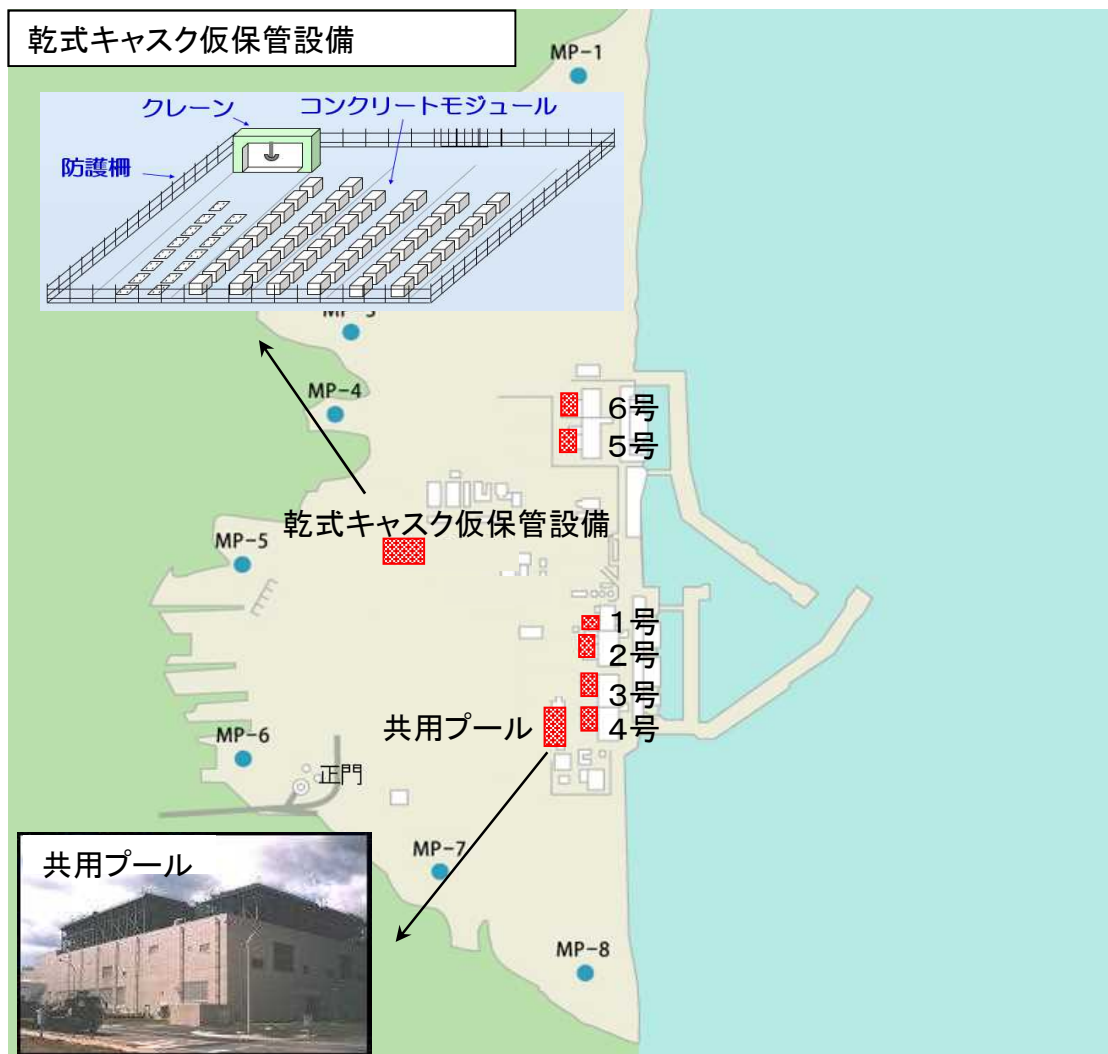 乾式キャスク仮保管設備
MP-1
クレーン
コンクリートモジュール
防護柵
MP-4
6号
5号
乾式キャスク仮保管設備
MP-5
1号
2号
3号
共用プール
4号
MP-6
正門
共用プール
MP-7
MP-8